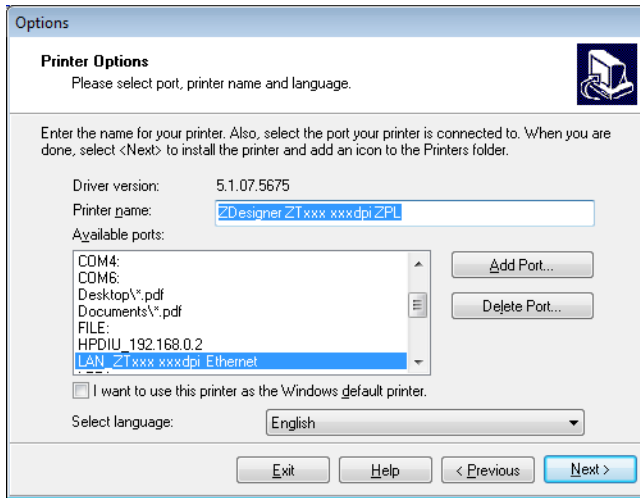 Options
Printer Options
Please select port, printer name and language.
Enter the name for your printer. Also, select the port your printer is connected to. When you are
done, select <Next> to install the printer and add an icon to the Printers folder.
Driver version: 5.1.07.5675
Printer name: ZDesigner ZTxxx xxxdpi ZPL
Available ports:
COM4:
COM6:
Desktop\*.pdf
Documents\*.pdf
FILE:
HPDIU_192.168.0.2
LAN_ZTxxx xxxdpi Ethernet
Add Port...
Delete Port...
I want to use this printer as the Windows default printer.
Select language: English
Exit Help < Previous Next >